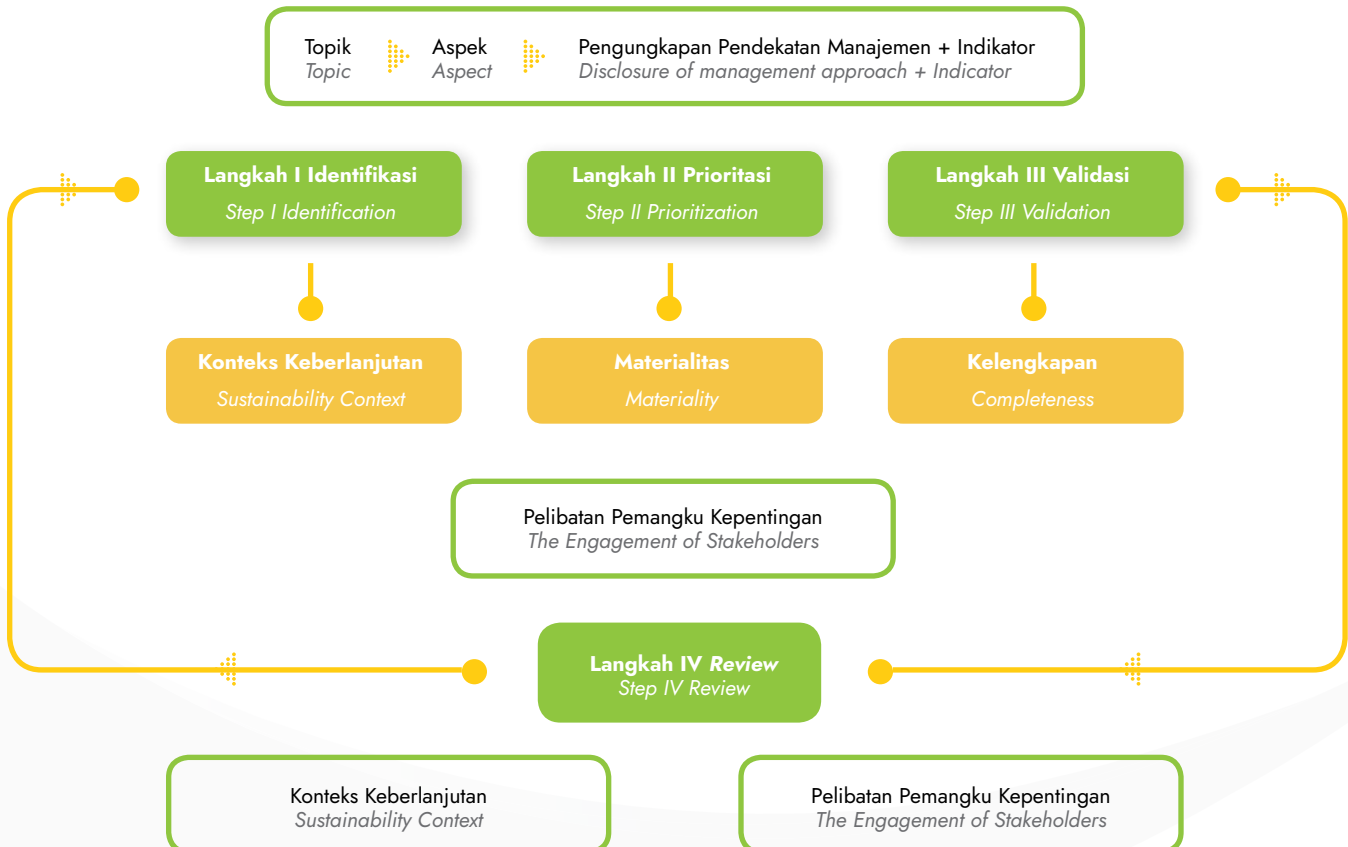 Topik
Topic
Aspek
Aspect
Pengungkapan Pendekatan Manajemen + Indikator
Disclosure of management approach + Indicator
Langkah I Identifikasi
Step I Identification
Langkah II Prioritasi
Step II Prioritization
Langkah III Validasi
Step III Validation
Konteks Keberlanjutan
Sustainability Context
Materialitas
Materiality
Kelengkapan
Completeness
Pelibatan Pemangku Kepentingan
The Engagement of Stakeholders
Langkah IV Review
Step IV Review
Konteks Keberlanjutan
Sustainability Context
Pelibatan Pemangku Kepentingan
The Engagement of Stakeholders